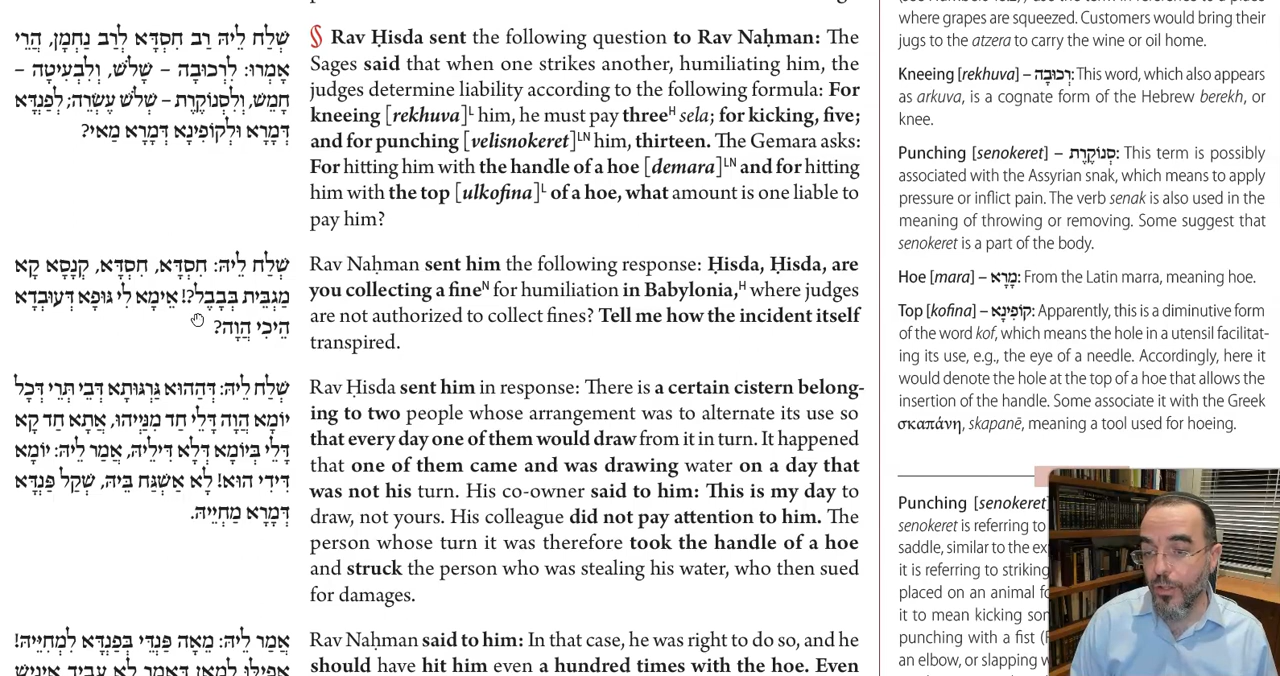 שְׁלַח לֵיהּ רַב חִסְדָּא לְרַב נַחְמָן, הֲרֵי
אָמְרוּ: לִרְכוּבָה – שָׁלֹשׁ, וְלִבְעִיטָה –
חָמֵשׁ, וְלִסְנוֹקֶרֶת – שְׁלֹשׁ עֶשְׂרֵה; לְפַנְדָּא
דְּמָרָא וּלְקוֹפִינָא דְּמָרָא מַאי?
שְׁלַח לֵיהּ: חִסְדָּא, חִסְדָּא, קְנָסָא קָא
מַגְבֵּית בְּבָבֶל?! אֵימָא לִי גּוּפָא דְּעוּבְדָא
הֵיכִי הֲוָה?
שְׁלַח לֵיהּ: דְּהַהוּא גַּרְגּוּתָא דְּבֵי תְּרֵי דְּכָל
יוֹמָא הֲוָה דָּלֵי חַד מִנַּיְיהוּ, אֲתָא חַד קָא
דָּלֵי בְּיוֹמָא דְּלָא דִּילֵיהּ, אֲמַר לֵיהּ: יוֹמָא
דִּידִי הוּא! לָא אַשְׁגַּח בֵּיהּ, שְׁקַל פַּנְדָּא
דְּמָרָא מַחְיֵיהּ.
אֲמַר לֵיהּ: מֵאָה פַּנְדֵי בְּפַנְדָּא לִמְחִיֵּיהּ!
§ Rav Ḥisda sent the following question to Rav Naḥman: The
Sages said that when one strikes another, humiliating him, the
judges determine liability according to the following formula: For
kneeing [rekhuva]ᴸ him, he must pay threeᴴ sela; for kicking, five;
and for punching [velisnokeret]ᴸᴺ him, thirteen. The Gemara asks:
For hitting him with the handle of a hoe [demara]ᴸᴺ and for hitting
him with the top [ulkofina]ᴸ of a hoe, what amount is one liable to
pay him?
Rav Naḥman sent him the following response: Ḥisda, Ḥisda, are
you collecting a fineᴺ for humiliation in Babylonia,ᴴ where judges
are not authorized to collect fines? Tell me how the incident itself
transpired.
Rav Ḥisda sent him in response: There is a certain cistern belong-
ing to two people whose arrangement was to alternate its use so
that every day one of them would draw from it in turn. It happened
that one of them came and was drawing water on a day that
was not his turn. His co-owner said to him: This is my day to
draw, not yours. His colleague did not pay attention to him. The
person whose turn it was therefore took the handle of a hoe
and struck the person who was stealing his water, who then sued
for damages.
Rav Naḥman said to him: In that case, he was right to do so, and he
should have hit him even a hundred times with the hoe. Even
where grapes are squeezed. Customers would bring their
jugs to the atzera to carry the wine or oil home.
Kneeing [rekhuva] – רְכוּבָה: This word, which also appears
as arkuva, is a cognate form of the Hebrew berekh, or
knee.
Punching [senokeret] – סְנוֹקֶרֶת: This term is possibly
associated with the Assyrian snak, which means to apply
pressure or inflict pain. The verb senak is also used in the
meaning of throwing or removing. Some suggest that
senokeret is a part of the body.
Hoe [mara] – מָרָא: From the Latin marra, meaning hoe.
Top [kofina] – קוֹפִינָא: Apparently, this is a diminutive form
of the word kof, which means the hole in a utensil facilitat-
ing its use, e.g., the eye of a needle. Accordingly, here it
would denote the hole at the top of a hoe that allows the
insertion of the handle. Some associate it with the Greek
σκαπάνη, skapanē, meaning a tool used for hoeing.
Punching [senokeret]
senokeret is referring to
saddle, similar to the ex
it is referring to striking
placed on an animal fo
it to mean kicking som
punching with a fist (
an elbow, or slapping w